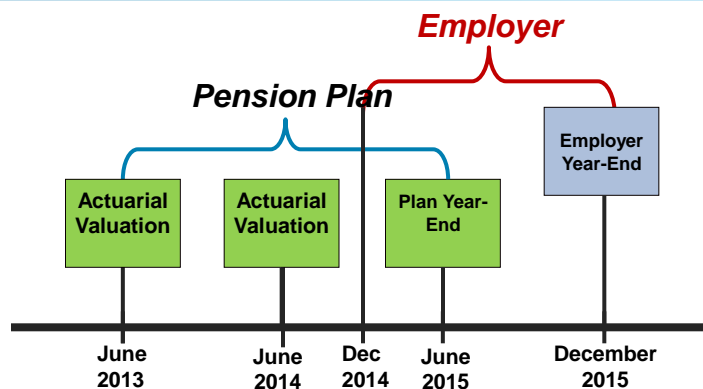 Employer
Pension Plan
Employer
Year-End
Actuarial
Valuation
Actuarial
Valuation
Plan Year-
End
June
2013
June
2014
Dec
2014
June
2015
December
2015